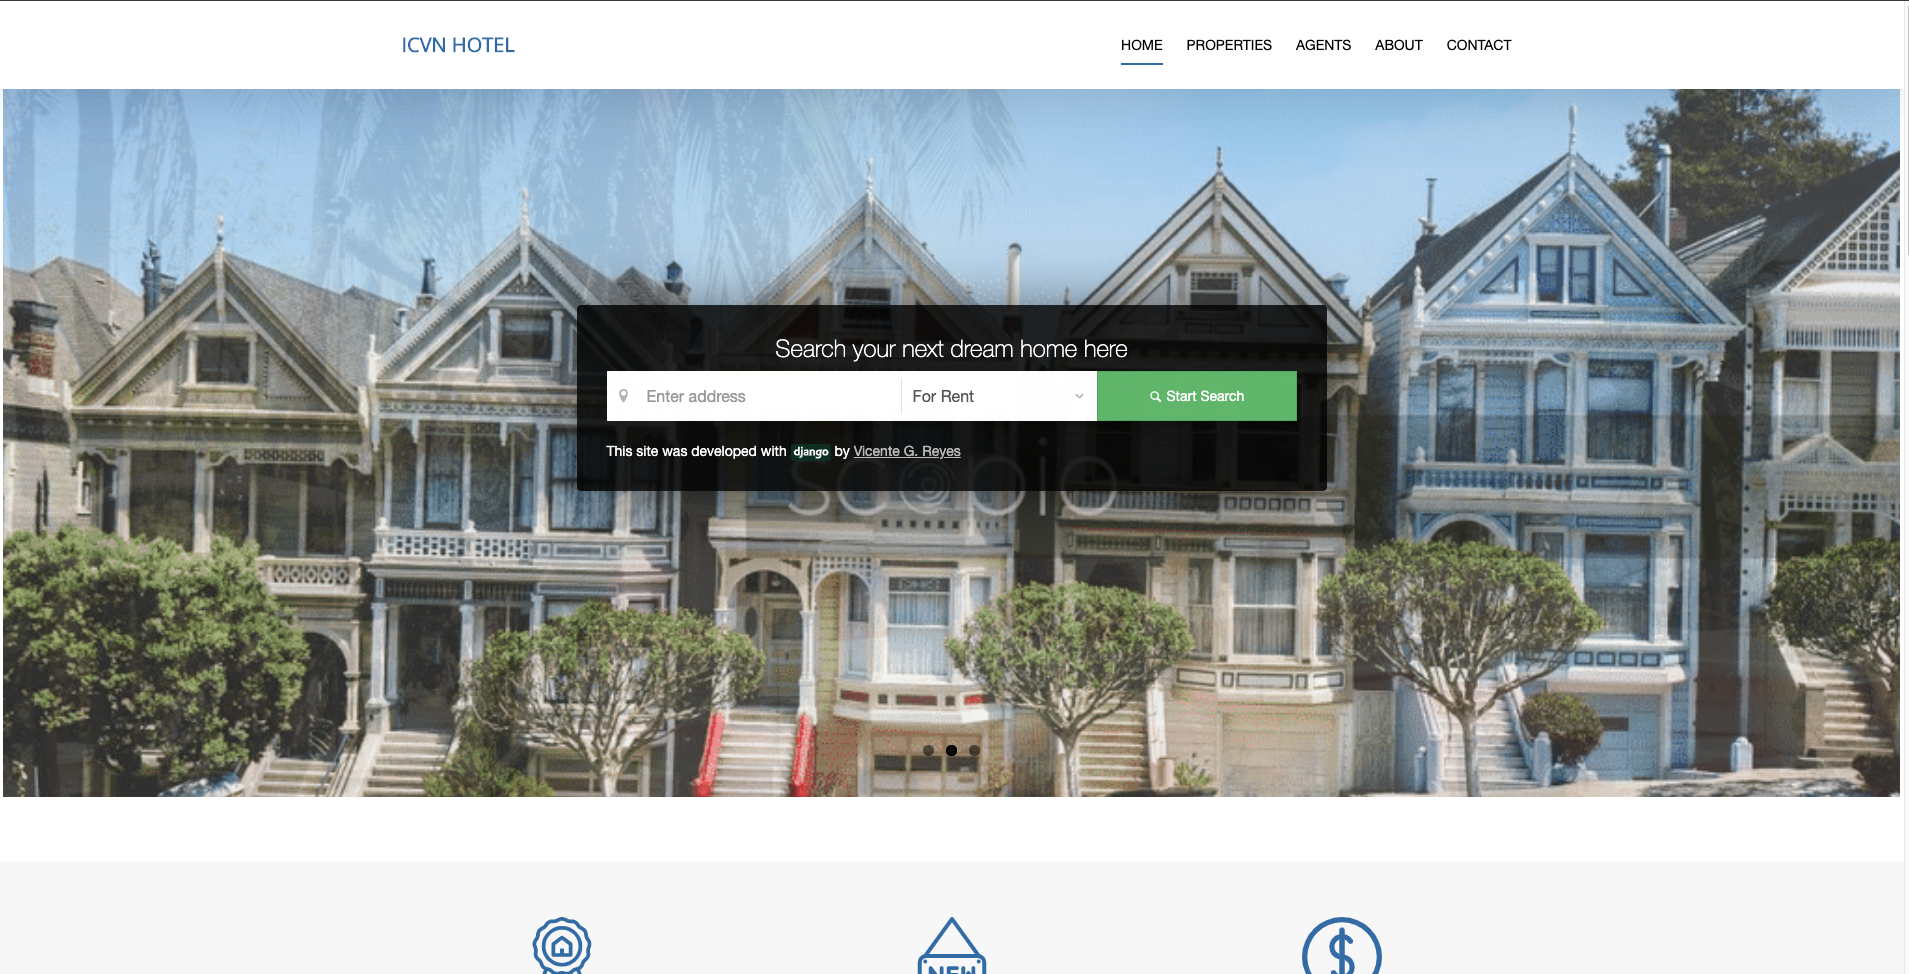 ICVN HOTEL
HOME PROPERTIES AGENTS ABOUT CONTACT
Search your next dream home here
Enter address For Rent Start Search
This site was developed with django by Vicente G. Reyes
NEW
$